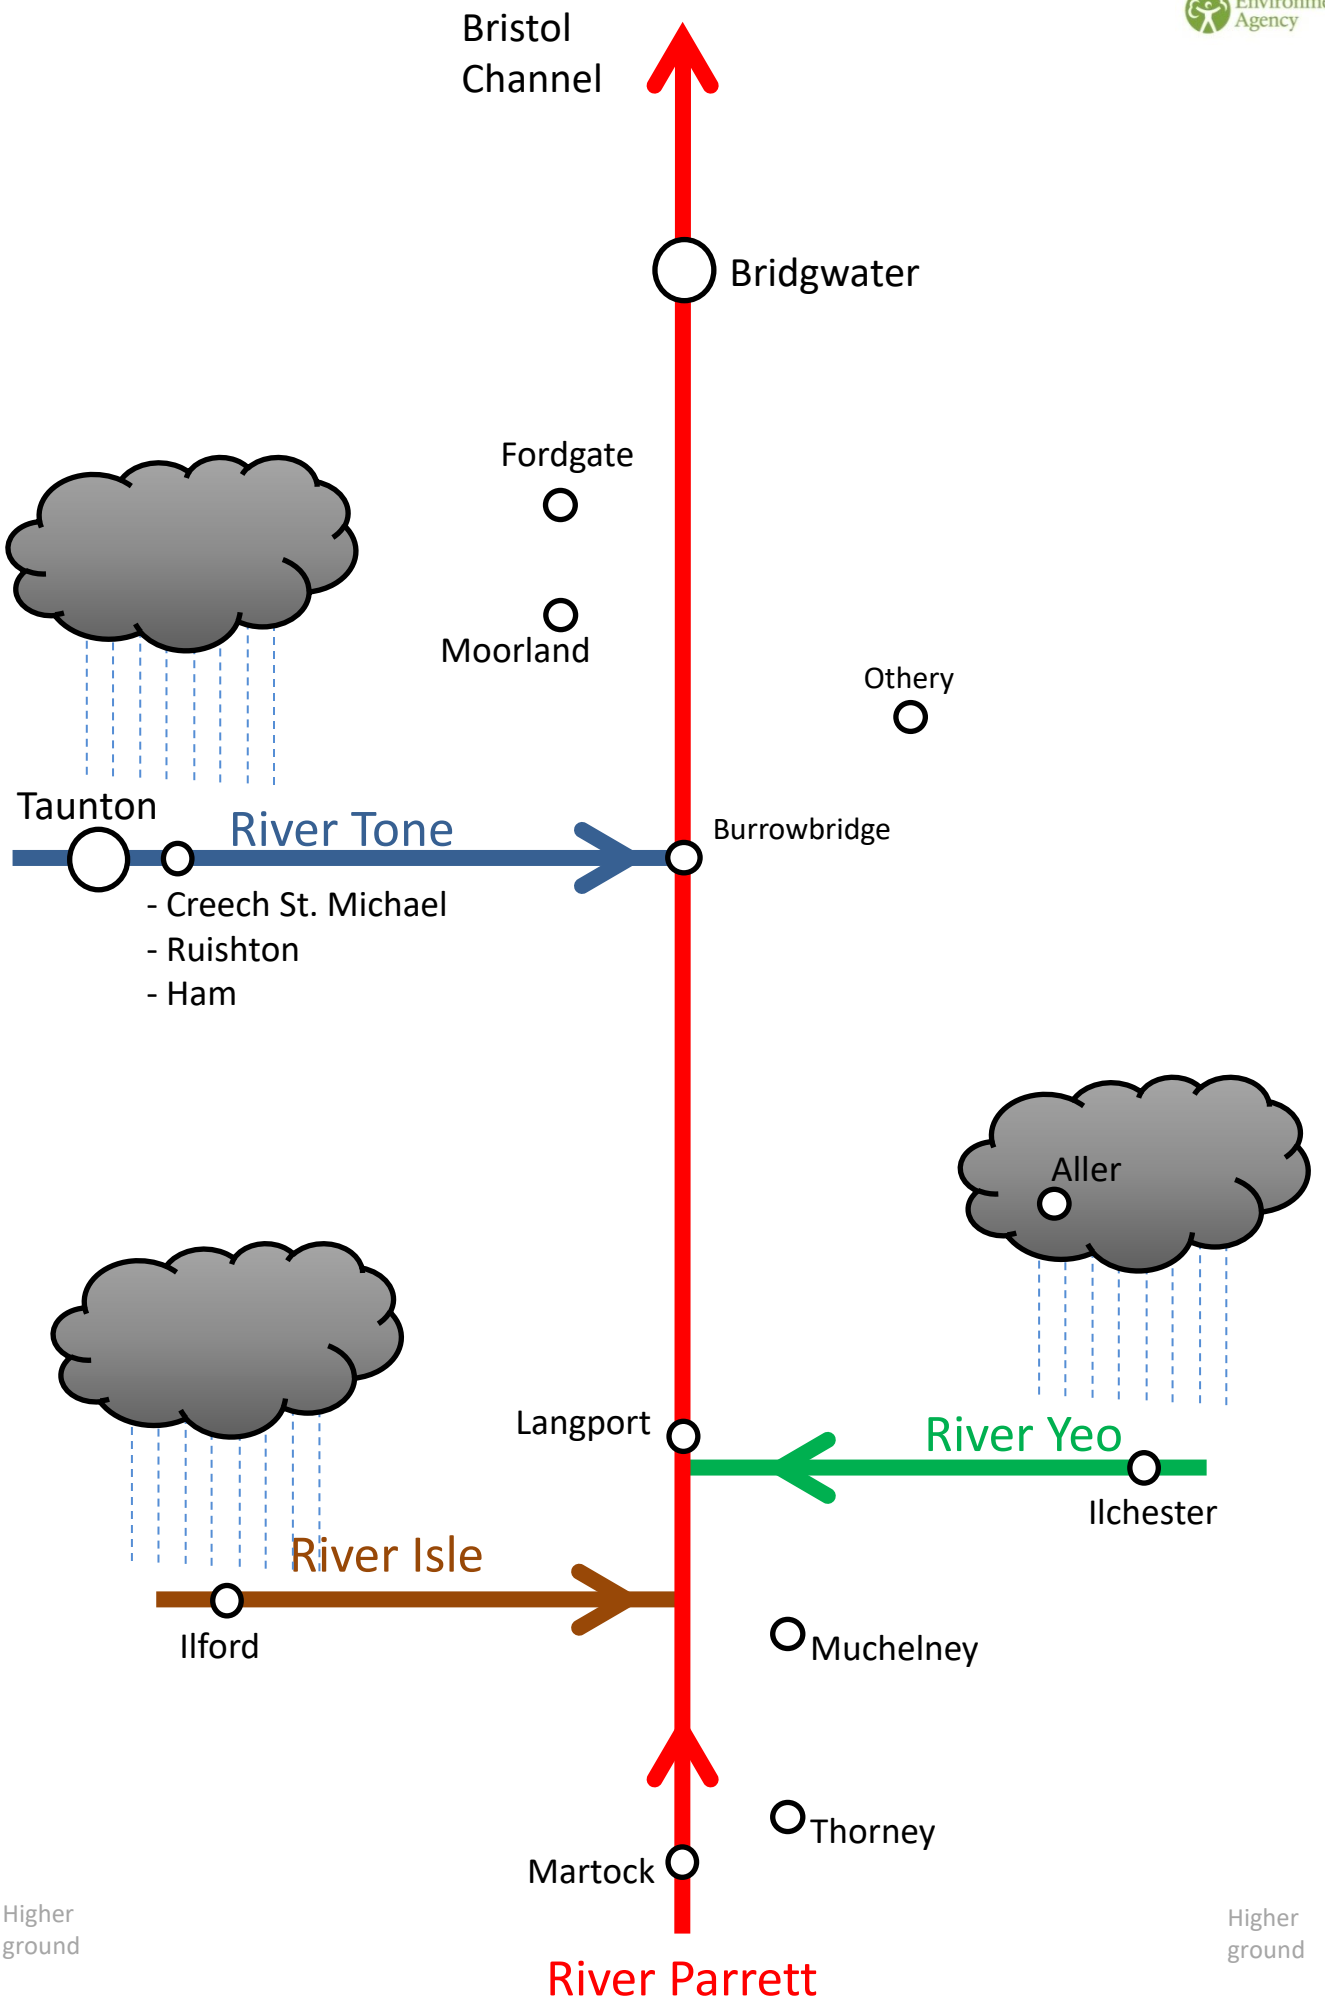 Bristol
Channel
Agency
Bridgwater
Fordgate
Moorland
Othery
Taunton
River Tone
Burrowbridge
- Creech St. Michael
- Ruishton
- Ham
Aller
Langport
River Yeo
Ilchester
River Isle
Ilford
Muchelney
Thorney
Martock
Higher
ground
Higher
ground
River Parrett